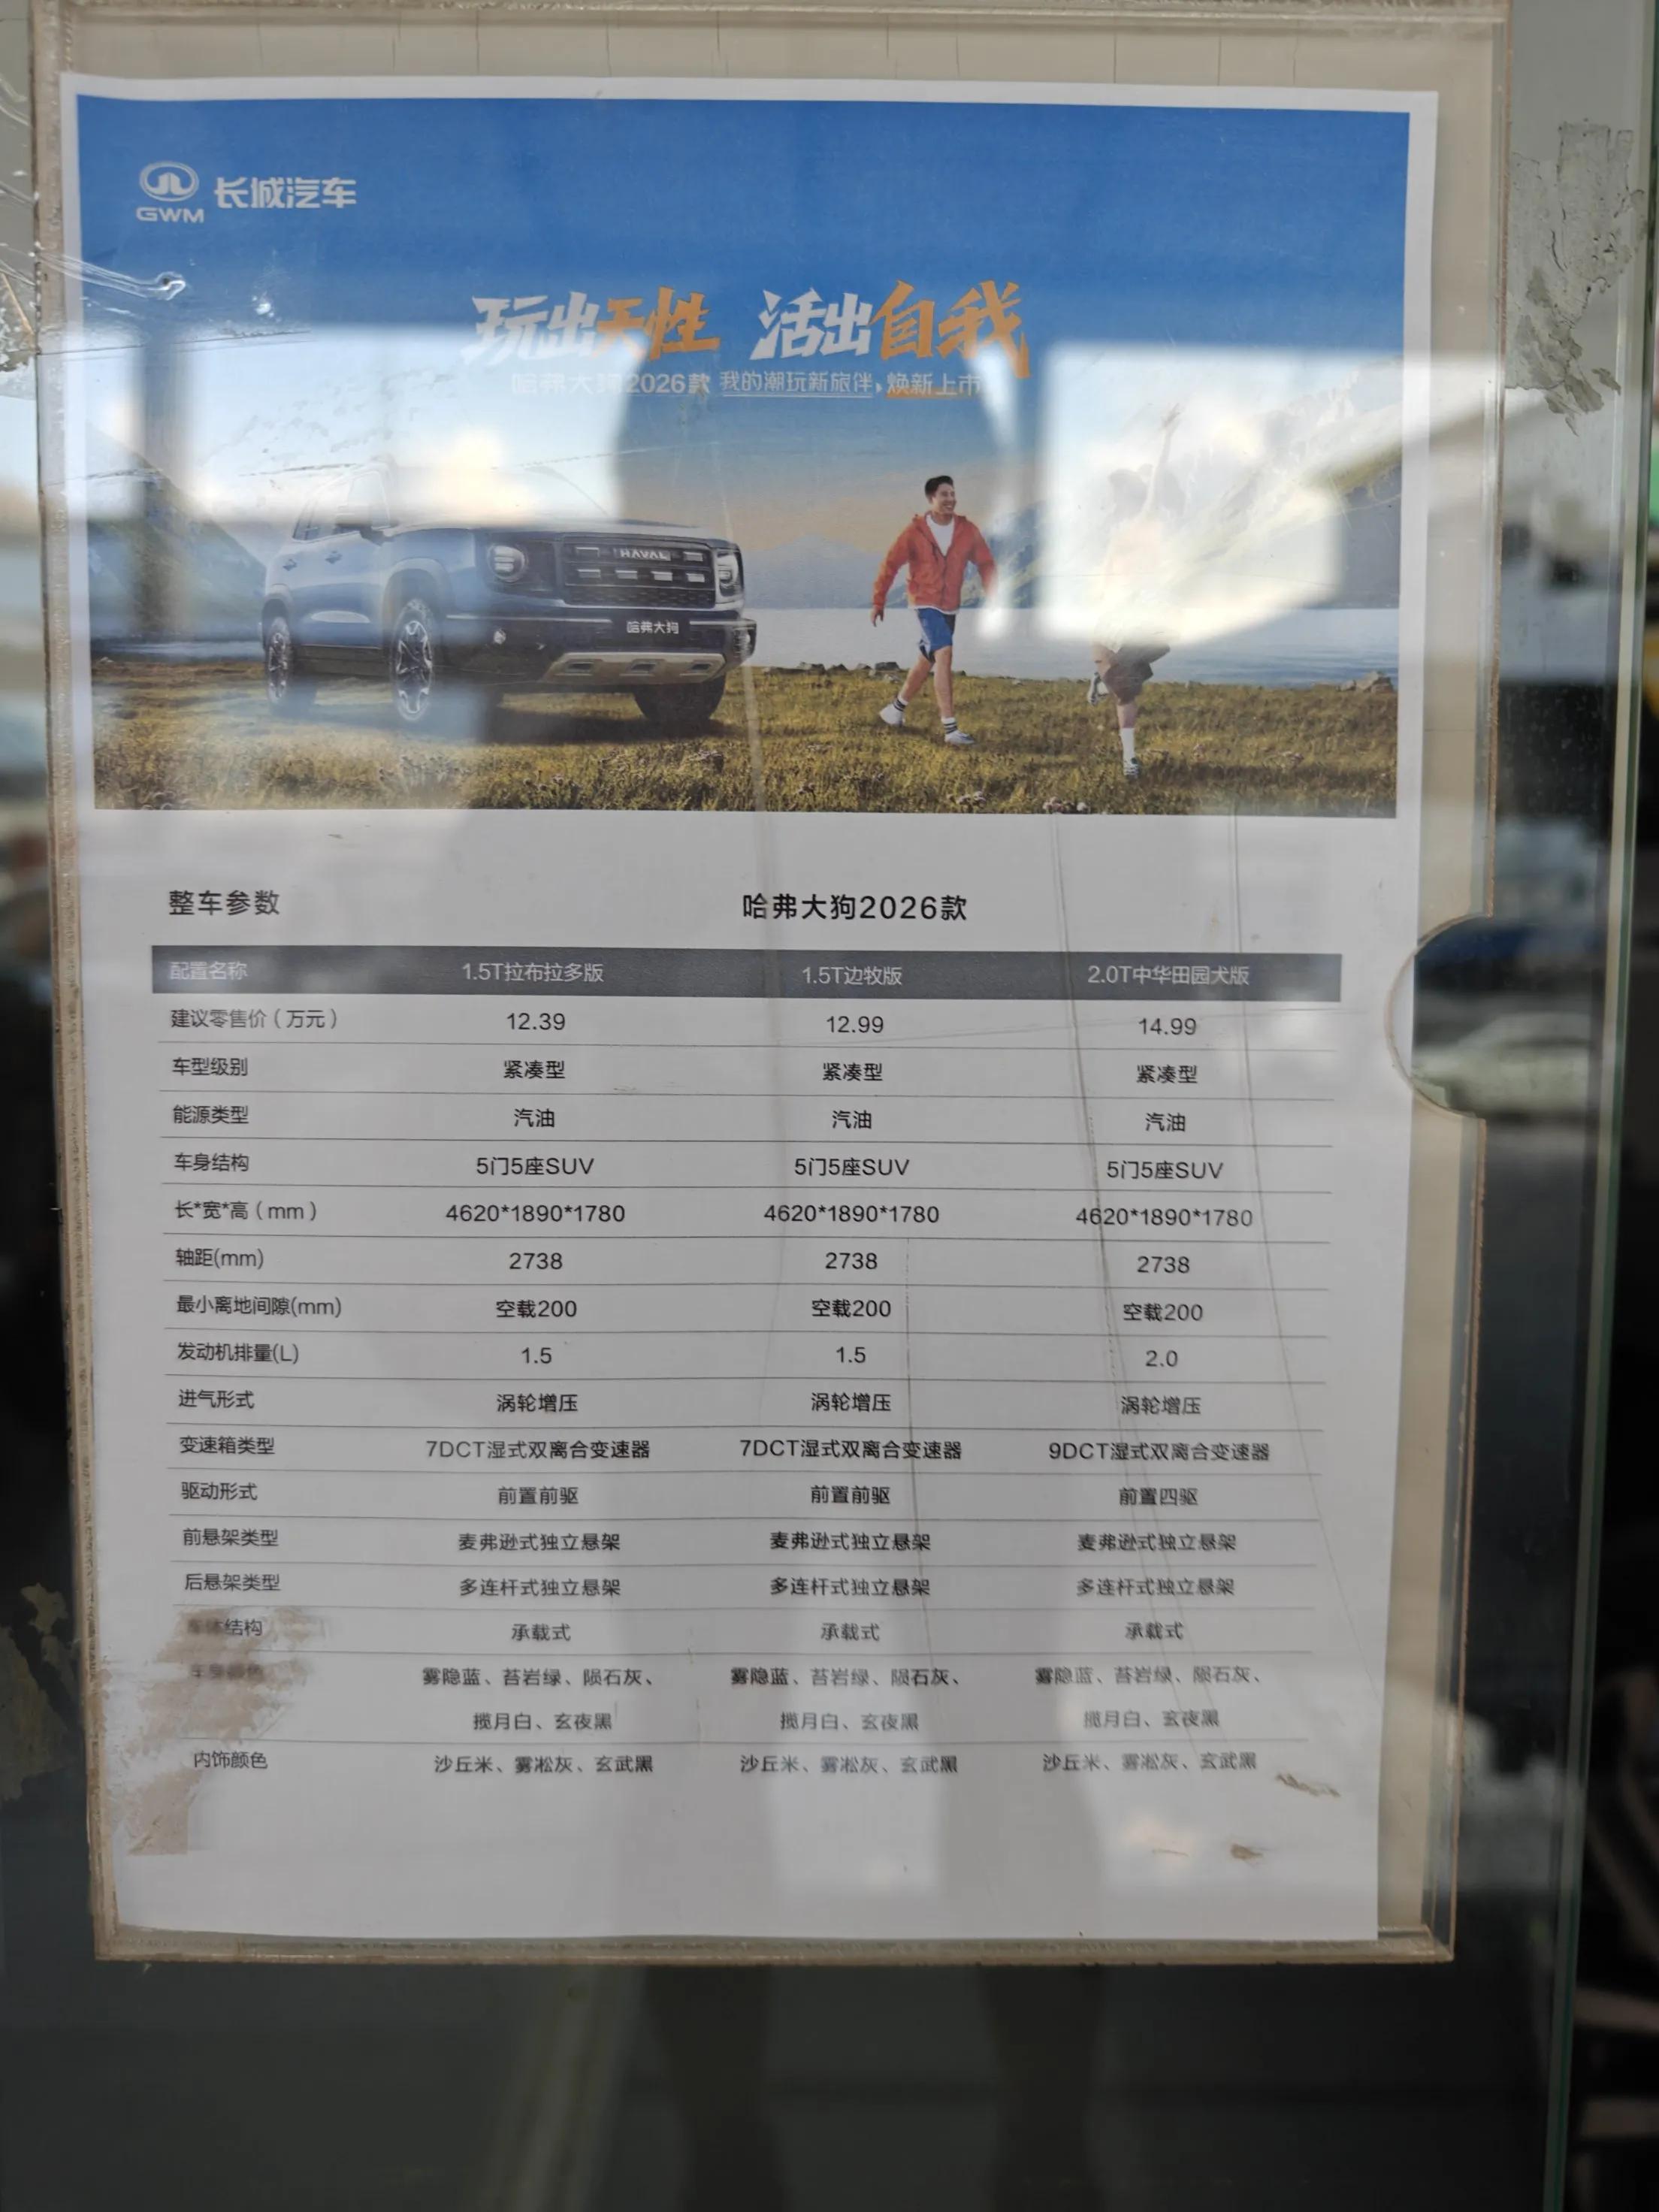 GWM 长城汽车
玩出天性 活出自我
哈弗大狗2026款 我的潮玩新旅伴，焕新上市
HAVAL
哈弗大狗
整车参数 哈弗大狗2026款
配置名称 1.5T拉布拉多版 1.5T边牧版 2.0T中华田园犬版
建议零售价（万元） 12.39 12.99 14.99
车型级别 紧凑型 紧凑型 紧凑型
能源类型 汽油 汽油 汽油
车身结构 5门5座SUV 5门5座SUV 5门5座SUV
长*宽*高（mm） 4620*1890*1780 4620*1890*1780 4620*1890*1780
轴距(mm) 2738 2738 2738
最小离地间隙(mm) 空载200 空载200 空载200
发动机排量(L) 1.5 1.5 2.0
进气形式 涡轮增压 涡轮增压 涡轮增压
变速箱类型 7DCT湿式双离合变速器 7DCT湿式双离合变速器 9DCT湿式双离合变速器
驱动形式 前置前驱 前置前驱 前置四驱
前悬架类型 麦弗逊式独立悬架 麦弗逊式独立悬架 麦弗逊式独立悬架
后悬架类型 多连杆式独立悬架 多连杆式独立悬架 多连杆式独立悬架
车体结构 承载式 承载式 承载式
车身颜色 雾隐蓝、苔岩绿、陨石灰、 雾隐蓝、苔岩绿、陨石灰、 雾隐蓝、苔岩绿、陨石灰、
揽月白、玄夜黑 揽月白、玄夜黑 揽月白、玄夜黑
内饰颜色 沙丘米、雾凇灰、玄武黑 沙丘米、雾凇灰、玄武黑 沙丘米、雾凇灰、玄武黑